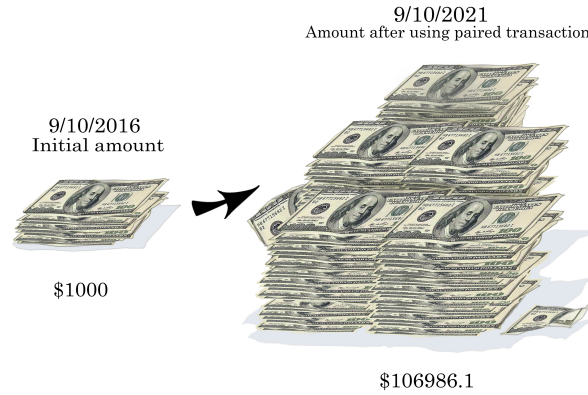 9/10/2021
Amount after using paired transaction
9/10/2016
Initial amount
$1000
$106986.1